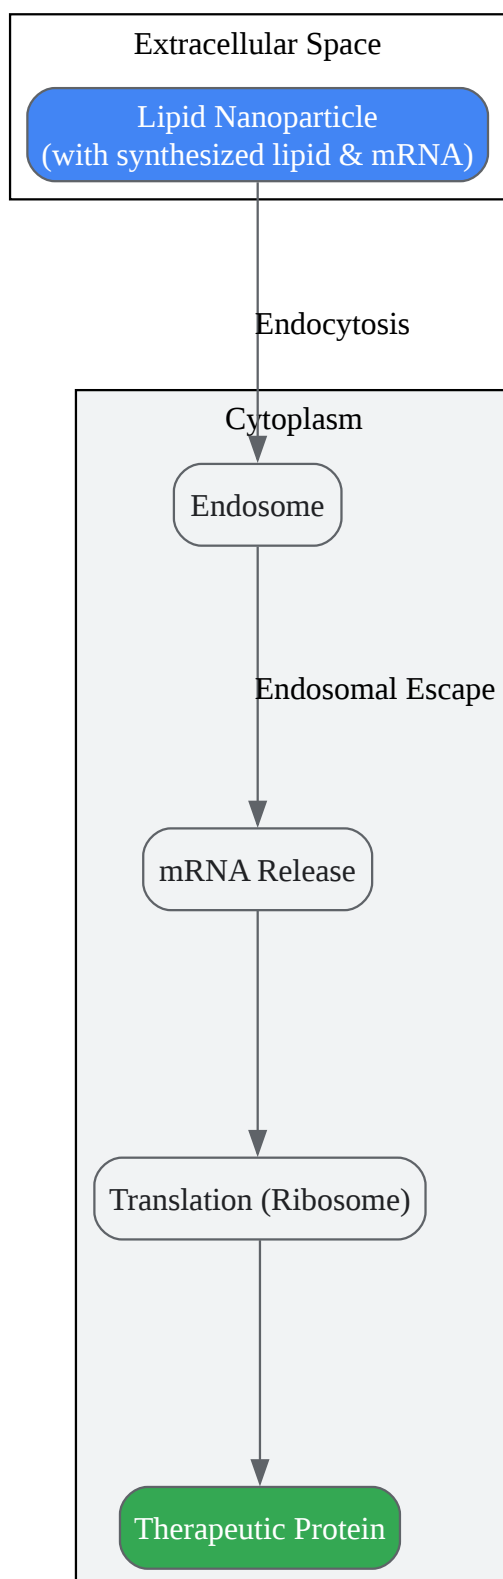 Extracellular Space
Lipid Nanoparticle
(with synthesized lipid & mRNA)
Endocytosis
Cytoplasm
Endosome
Endosomal Escape
mRNA Release
Translation (Ribosome)
Therapeutic Protein